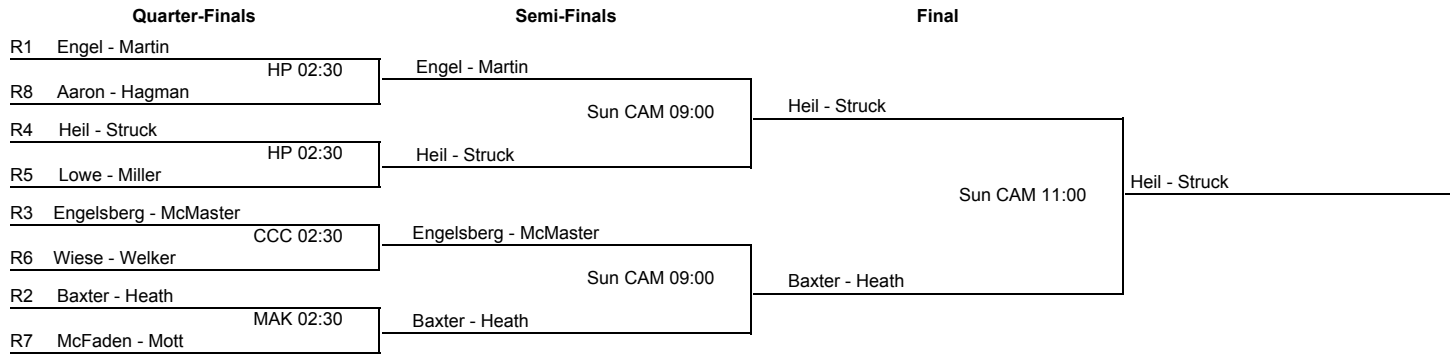 Quarter-Finals Semi-Finals Final
R1 Engel - Martin
HP 02:30 Engel - Martin
R8 Aaron - Hagman
Sun CAM 09:00 Heil - Struck
R4 Heil - Struck
HP 02:30 Heil - Struck
R5 Lowe - Miller
Sun CAM 11:00 Heil - Struck
R3 Engelsberg - McMaster
CCC 02:30 Engelsberg - McMaster
R6 Wiese - Welker
Sun CAM 09:00 Baxter - Heath
R2 Baxter - Heath
MAK 02:30 Baxter - Heath
R7 McFaden - Mott